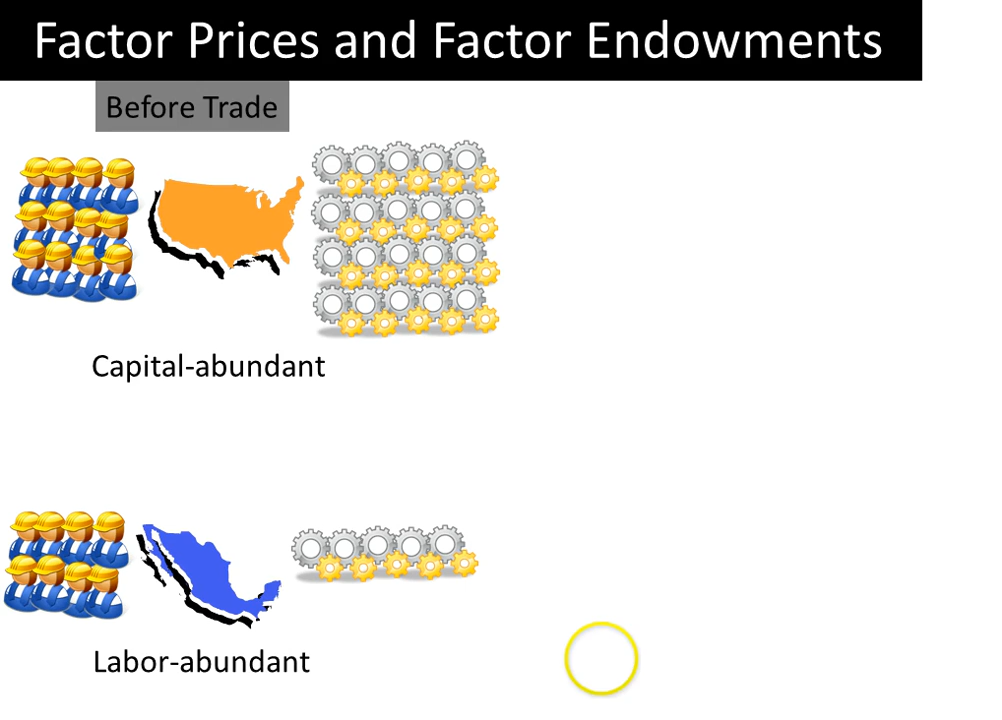 Factor Prices and Factor Endowments
Before Trade
Capital-abundant
Labor-abundant